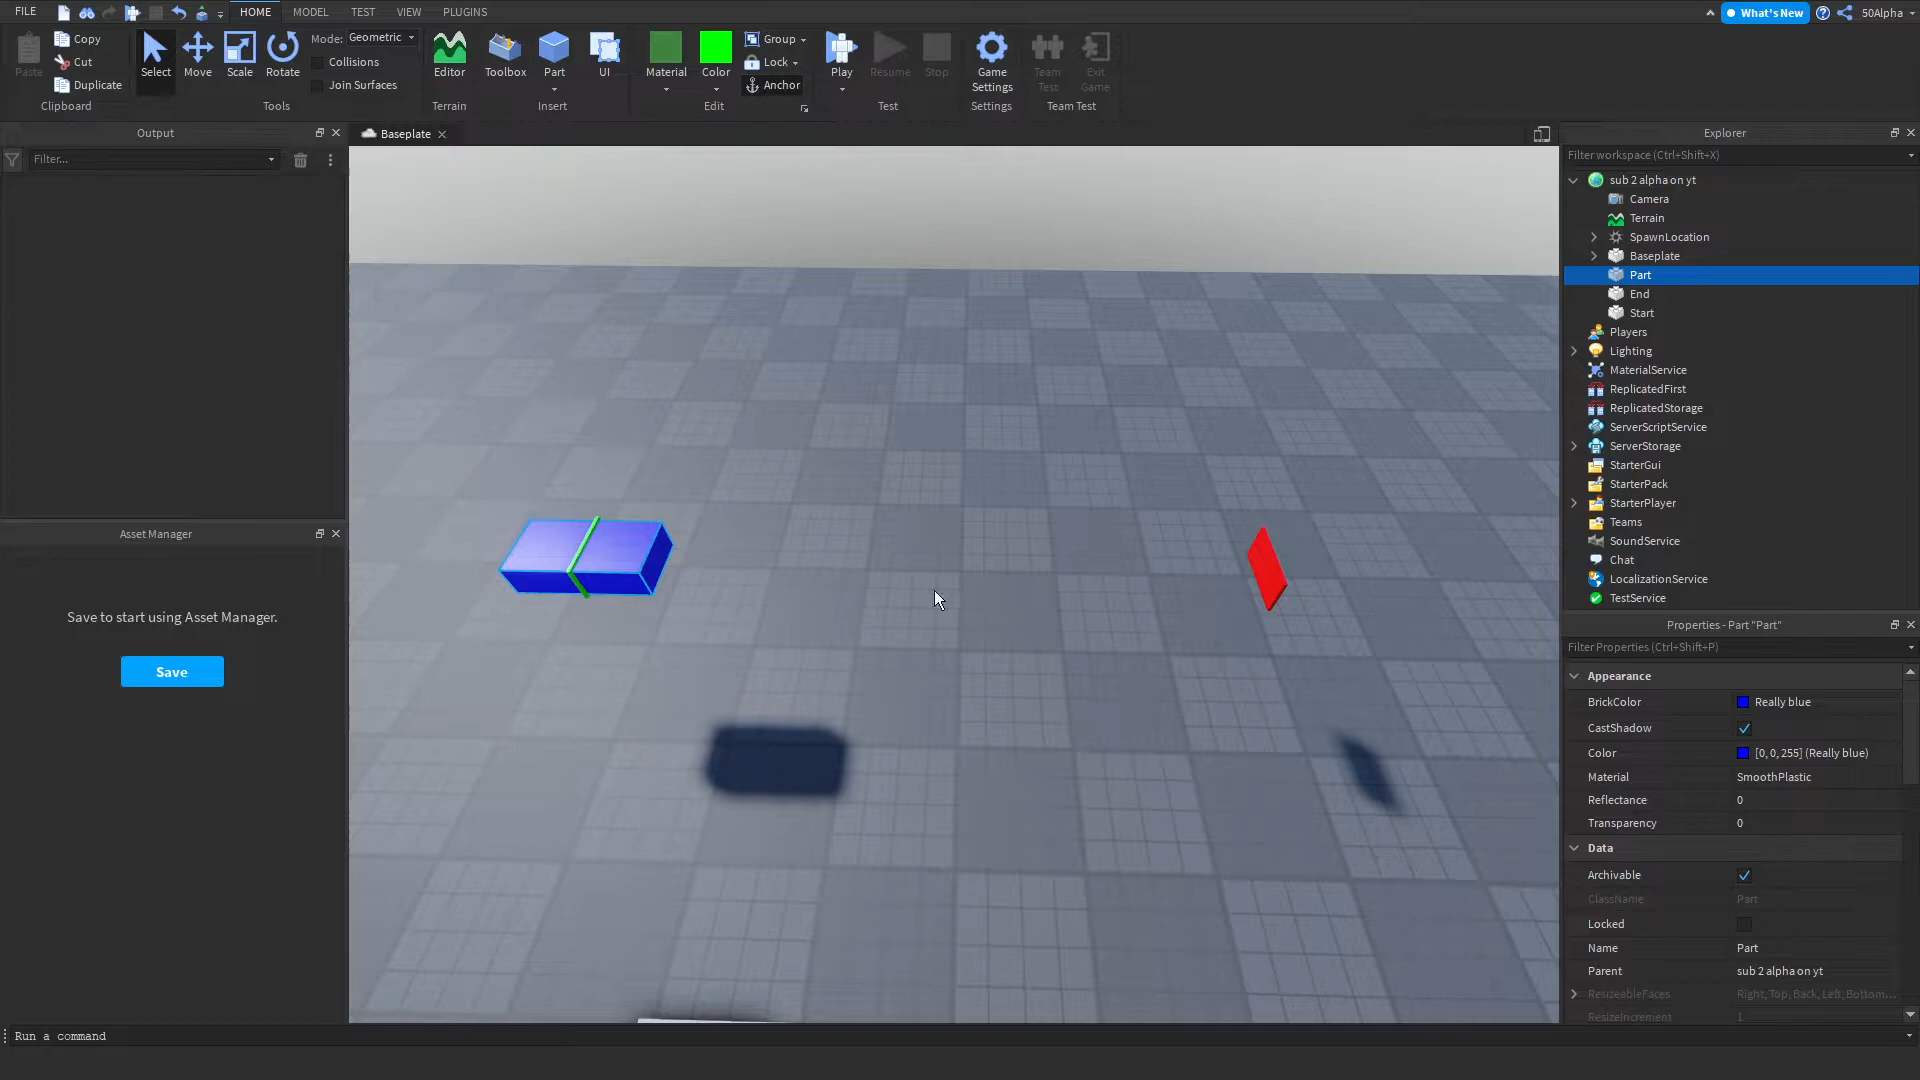 FILE HOME MODEL TEST VIEW PLUGINS What's New 50Alpha
Paste Copy Cut Duplicate Clipboard
Select Move Scale Rotate Mode: Geometric Collisions Join Surfaces Tools
Editor Terrain
Toolbox Part UI Insert
Material Color Group Lock Anchor Edit
Play Resume Stop Test
Game Settings Settings
Team Test Exit Game Team Test
Output
Filter...
Asset Manager
Save to start using Asset Manager.
Save
Baseplate
Explorer
Filter workspace (Ctrl+Shift+X)
sub 2 alpha on yt
Camera
Terrain
SpawnLocation
Baseplate
Part
End
Start
Players
Lighting
MaterialService
ReplicatedFirst
ReplicatedStorage
ServerScriptService
ServerStorage
StarterGui
StarterPack
StarterPlayer
Teams
SoundService
Chat
LocalizationService
TestService
Properties - Part "Part"
Filter Properties (Ctrl+Shift+P)
Appearance
BrickColor Really blue
CastShadow
Color [0, 0, 255] (Really blue)
Material SmoothPlastic
Reflectance 0
Transparency 0
Data
Archivable
ClassName Part
Locked
Name Part
Parent sub 2 alpha on yt
ResizeableFaces Right, Top, Back, Left, Bottom...
ResizeIncrement 1
Run a command